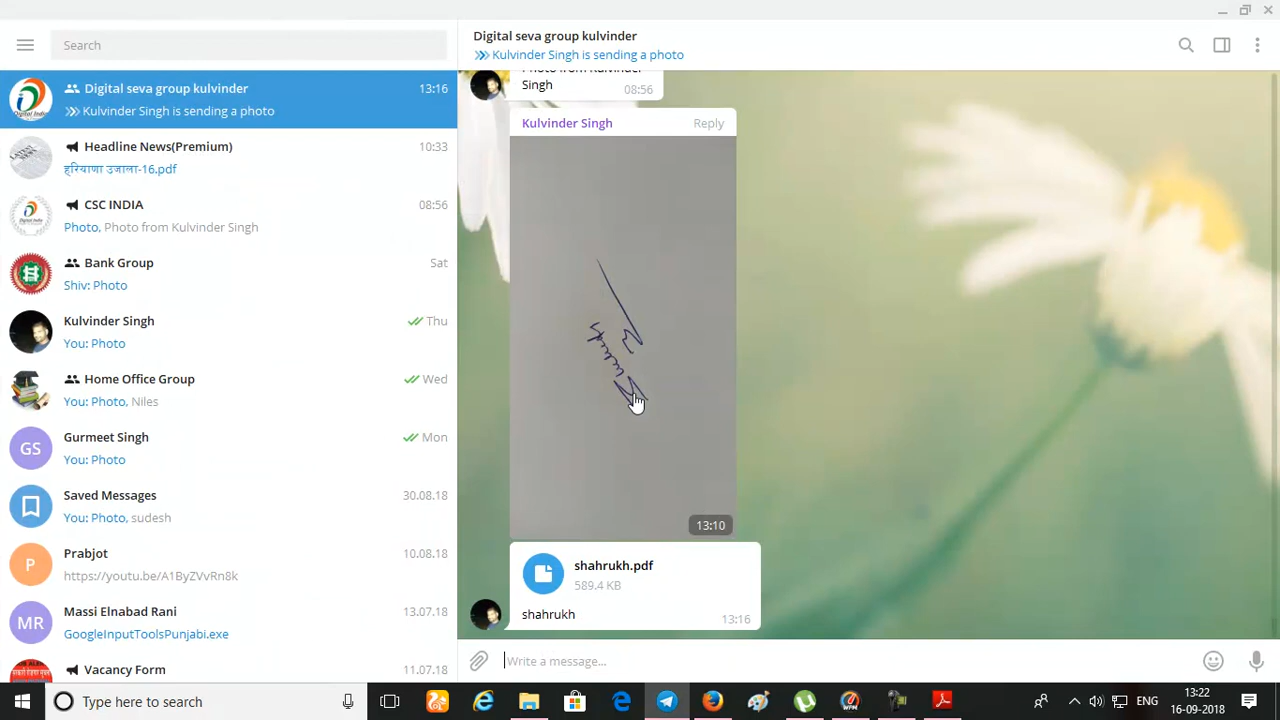 Search
Digital seva group kulvinder
13:16
Kulvinder Singh is sending a photo
Headline News(Premium)
10:33
हरियाणा उजाला-16.pdf
CSC INDIA
08:56
Photo, Photo from Kulvinder Singh
Bank Group
Sat
Shiv: Photo
Kulvinder Singh
Thu
You: Photo
Home Office Group
Wed
You: Photo, Niles
GS
Gurmeet Singh
Mon
You: Photo
Saved Messages
30.08.18
You: Photo, sudesh
P
Prabjot
10.08.18
https://youtu.be/A1ByZVvRn8k
MR
Massi Elnabad Rani
13.07.18
GoogleInputToolsPunjabi.exe
Vacancy Form
11.07.18
Digital seva group kulvinder
Kulvinder Singh is sending a photo
Photo from Kulvinder
Singh
08:56
Kulvinder Singh
Reply
13:10
shahrukh.pdf
589.4 KB
shahrukh
13:16
Write a message...
Type here to search
ENG
13:22
16-09-2018